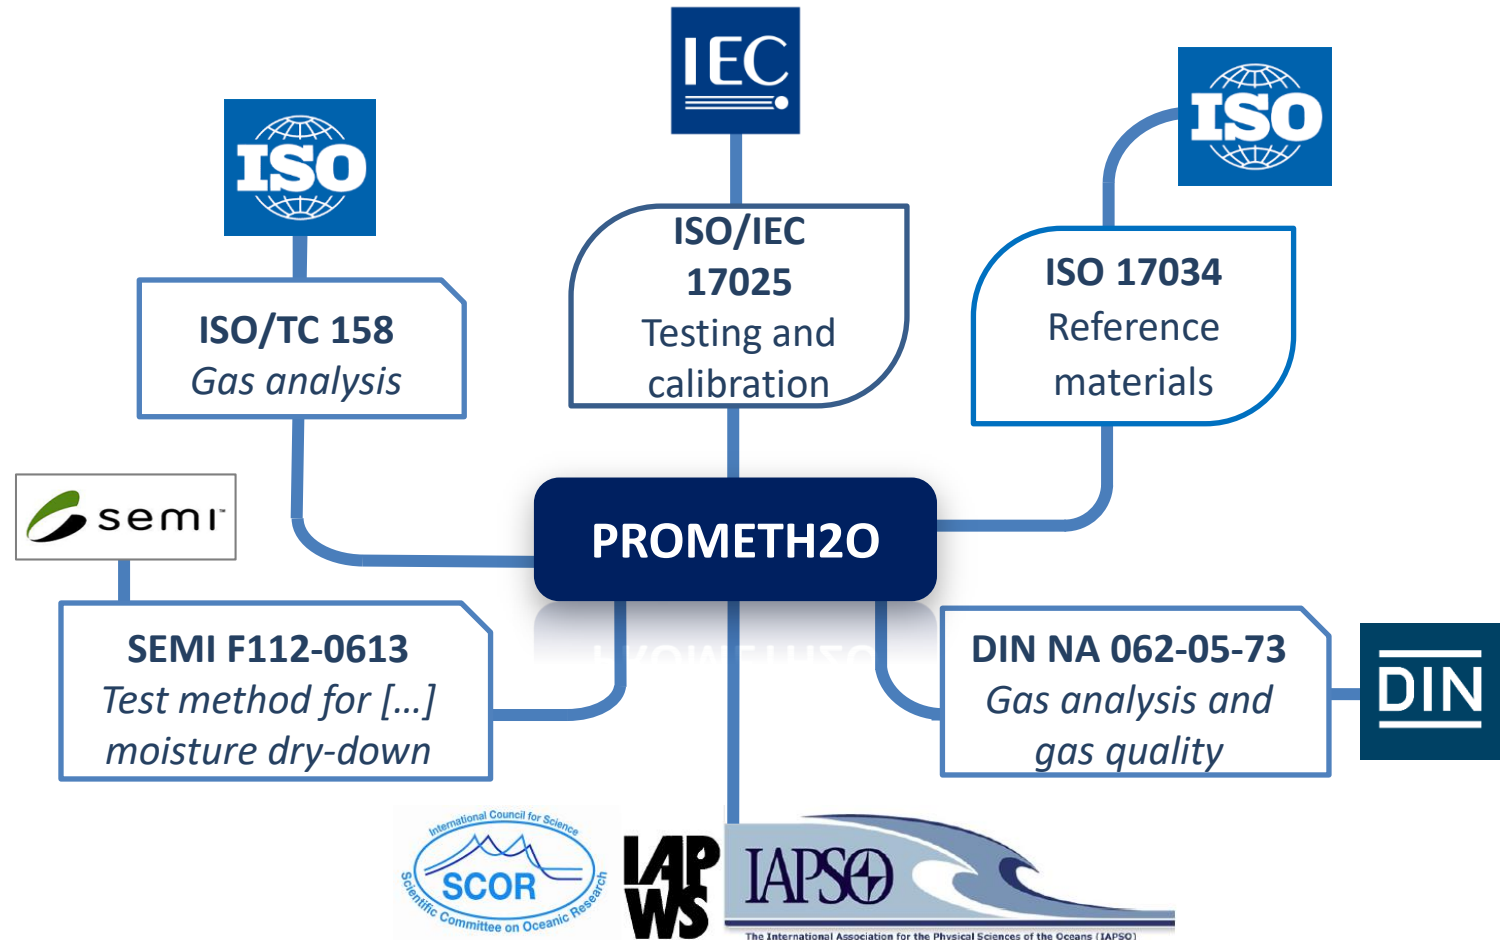 IEC
ISO
ISO
ISO/IEC
17025
Testing and
calibration
ISO 17034
Reference
materials
ISO/TC 158
Gas analysis
semi™
PROMETH2O
SEMI F112-0613
Test method for […]
moisture dry-down
DIN NA 062-05-73
Gas analysis and
gas quality
DIN
International Council for Science
SCOR
Scientific Committee on Oceanic Research
IAP
WS
IAPSO
The International Association for the Physical Sciences of the Oceans (IAPSO)